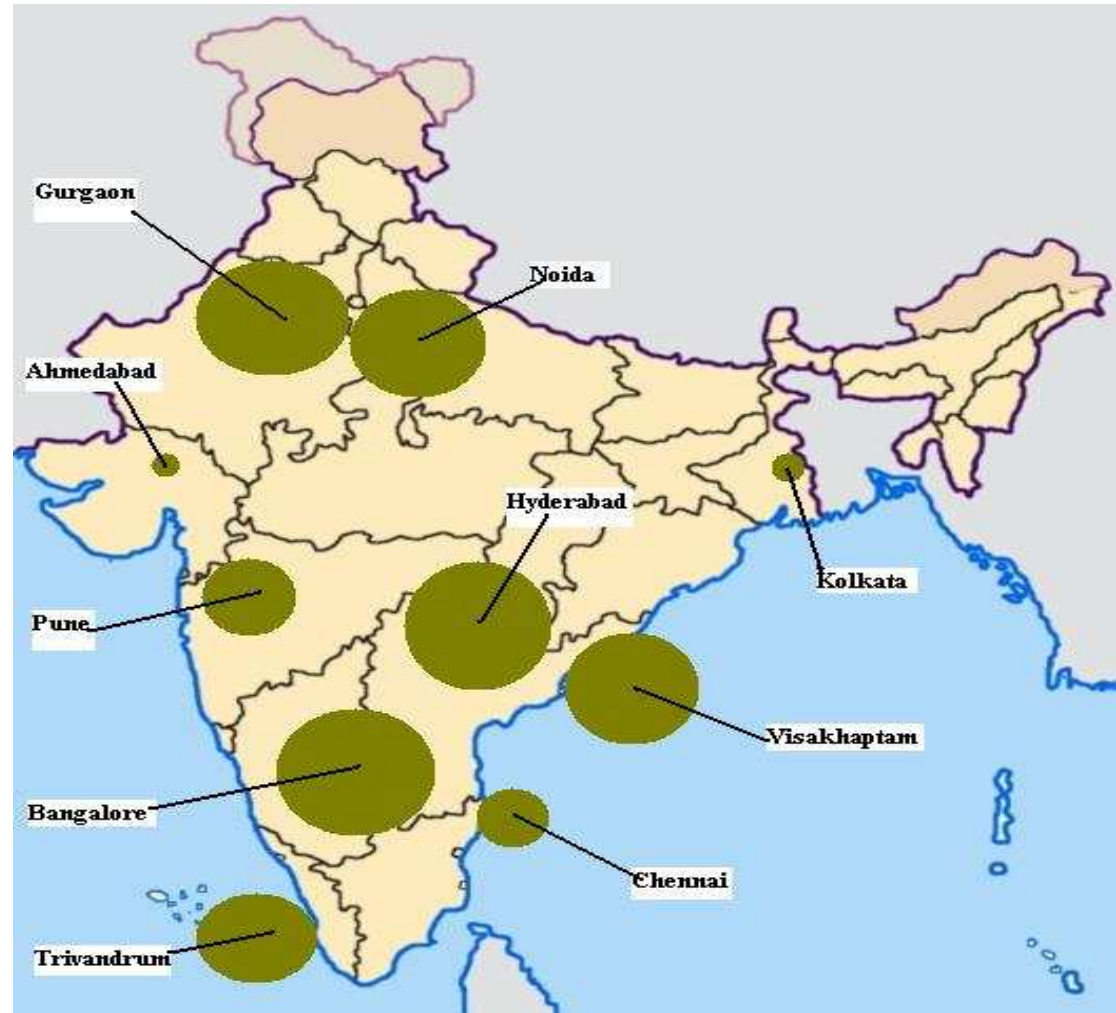 Gurgaon
Noida
Ahmedabad
Hyderabad
Kolkata
Pune
Visakhaptam
Bangalore
Chennai
Trivandrum